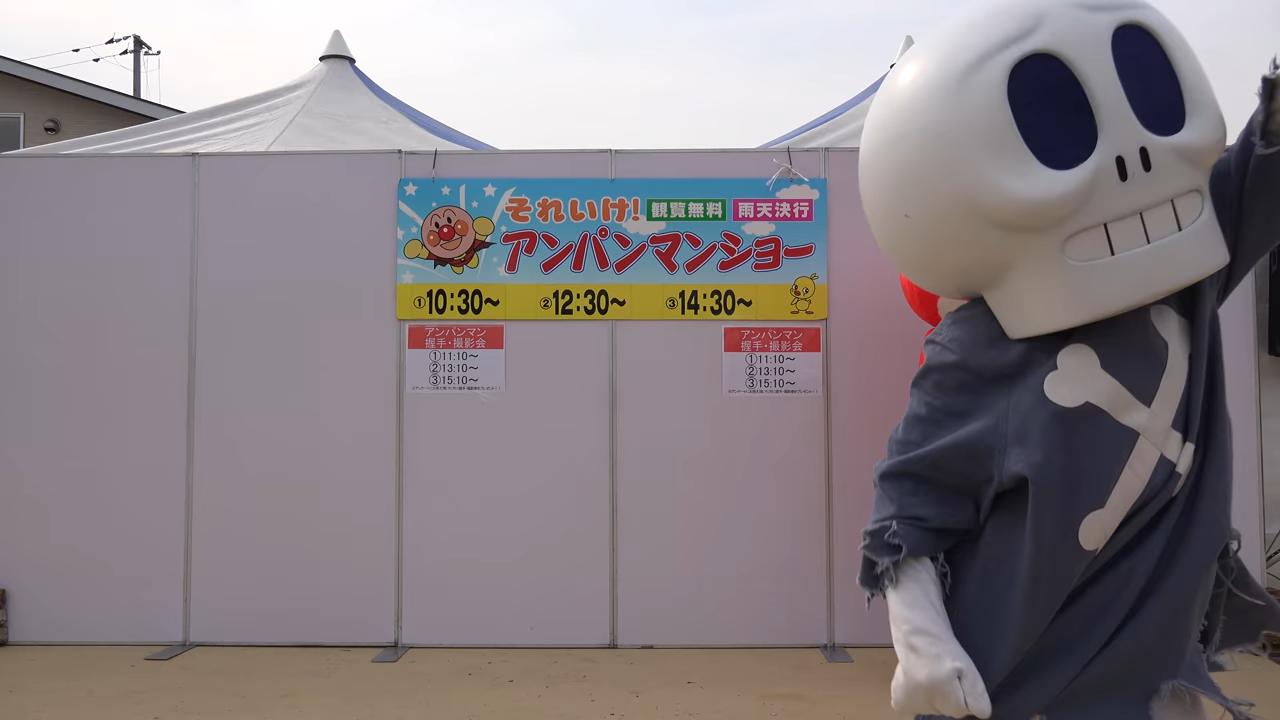 それいけ! 観覧無料 雨天決行
アンパンマンショー
①10:30〜 ②12:30〜 ③14:30〜
アンパンマン
握手・撮影会
①11:10〜
②13:10〜
③15:10〜
アンパンマン
握手・撮影会
①11:10〜
②13:10〜
③15:10〜